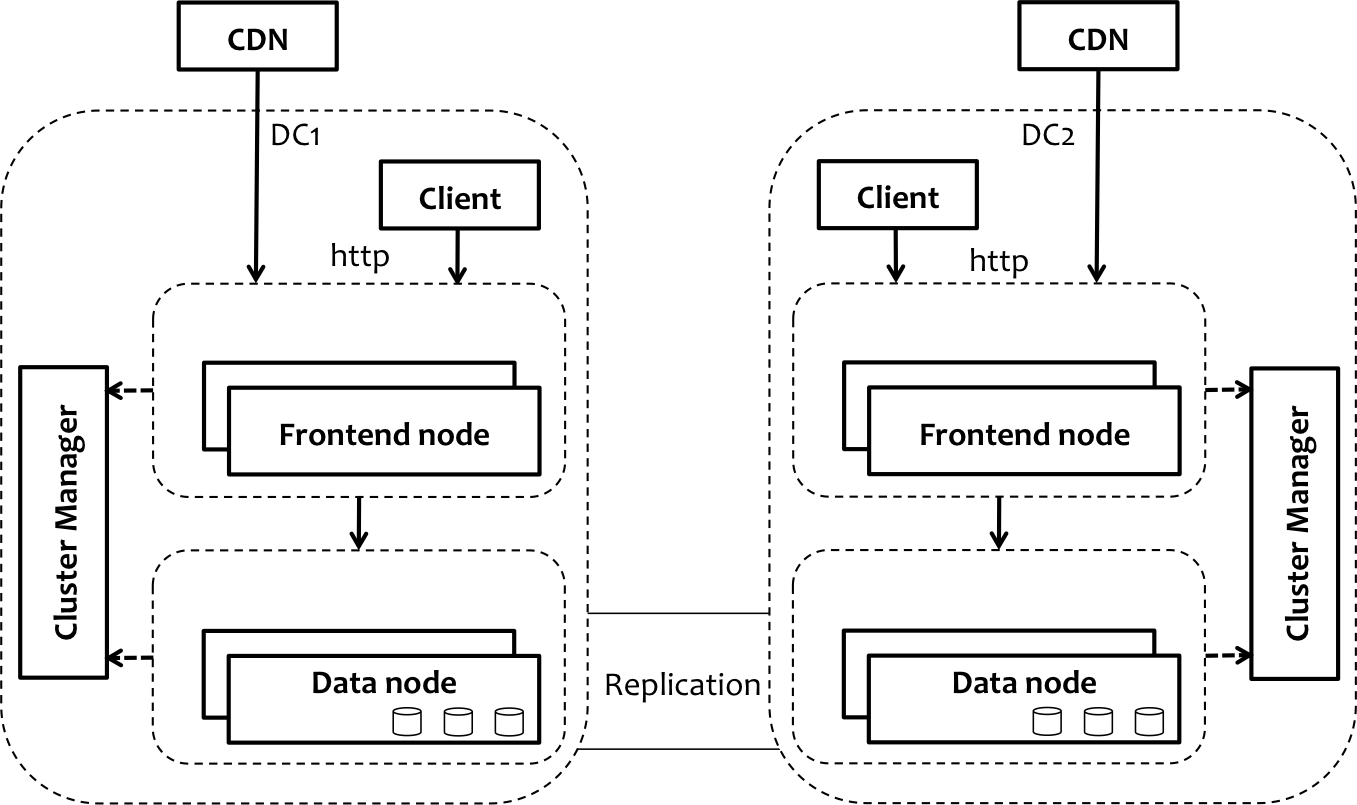 CDN
CDN
DC1
DC2
Client
Client
http
http
Cluster Manager
Frontend node
Frontend node
Cluster Manager
Data node
Replication
Data node